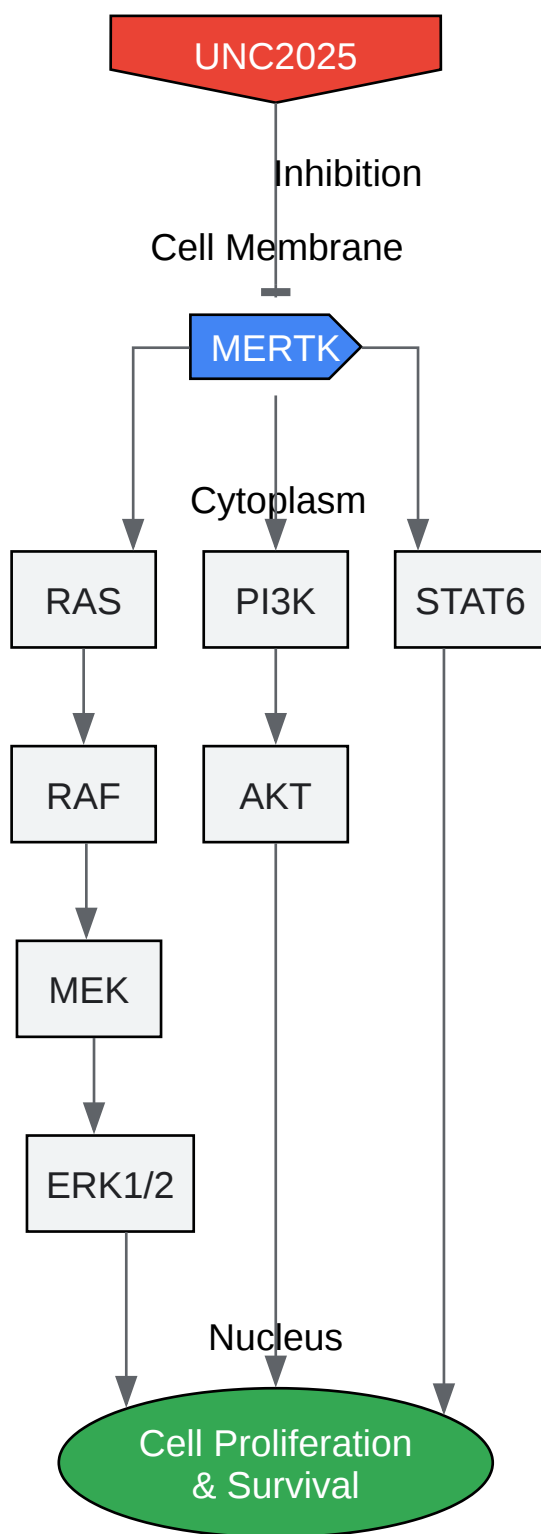 UNC2025
Inhibition
Cell Membrane
MERTK
Cytoplasm
RAS
PI3K
STAT6
RAF
AKT
MEK
ERK1/2
Nucleus
Cell Proliferation
& Survival